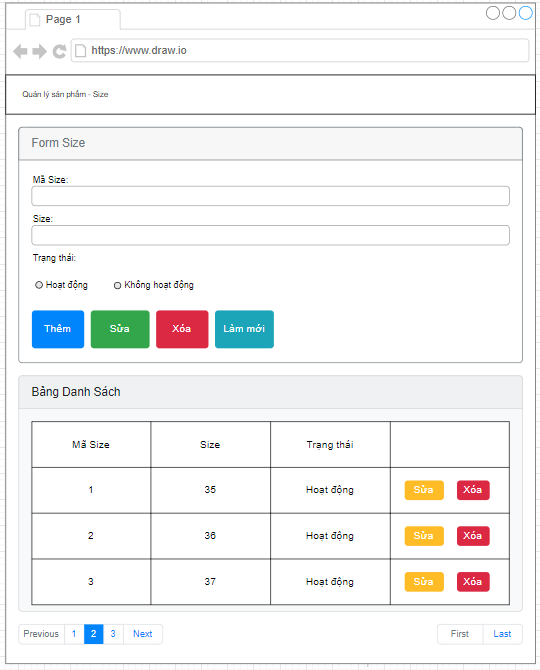 Page 1
https://www.draw.io
Quản lý sản phẩm - Size
Form Size
Mã Size:
Size:
Trạng thái:
Hoạt động Không hoạt động
Thêm Sửa Xóa Làm mới
Bảng Danh Sách
Mã Size Size Trạng thái
1 35 Hoạt động Sửa Xóa
2 36 Hoạt động Sửa Xóa
3 37 Hoạt động Sửa Xóa
Previous 1 2 3 Next First Last